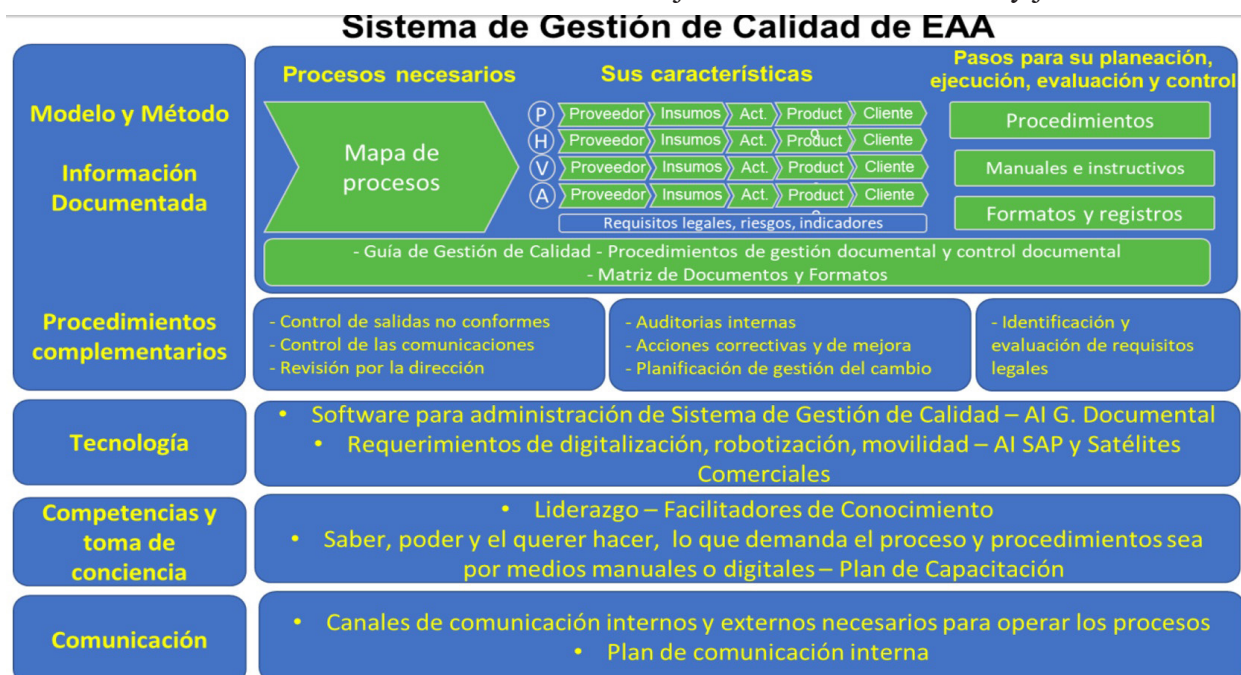 Sistema de Gestión de Calidad de EAA
Modelo y Método
Información
Documentada
Procesos necesarios
Sus características
Pasos para su planeación,
ejecución, evaluación y control
Mapa de
procesos
P Proveedor Insumos Act. Product Cliente
o
H Proveedor Insumos Act. Product Cliente
V Proveedor Insumos Act. Product Cliente
A Proveedor Insumos Act. Product Cliente
o
Requisitos legales, riesgos, indicadores
Procedimientos
Manuales e instructivos
Formatos y registros
- Guía de Gestión de Calidad - Procedimientos de gestión documental y control documental
- Matriz de Documentos y Formatos
Procedimientos
complementarios
- Control de salidas no conformes
- Control de las comunicaciones
- Revisión por la dirección
- Auditorias internas
- Acciones correctivas y de mejora
- Planificación de gestión del cambio
- Identificación y
evaluación de requisitos
legales
Tecnología
• Software para administración de Sistema de Gestión de Calidad – AI G. Documental
• Requerimientos de digitalización, robotización, movilidad – AI SAP y Satélites
Comerciales
Competencias y
toma de
conciencia
• Liderazgo – Facilitadores de Conocimiento
• Saber, poder y el querer hacer, lo que demanda el proceso y procedimientos sea
por medios manuales o digitales – Plan de Capacitación
Comunicación
• Canales de comunicación internos y externos necesarios para operar los procesos
• Plan de comunicación interna